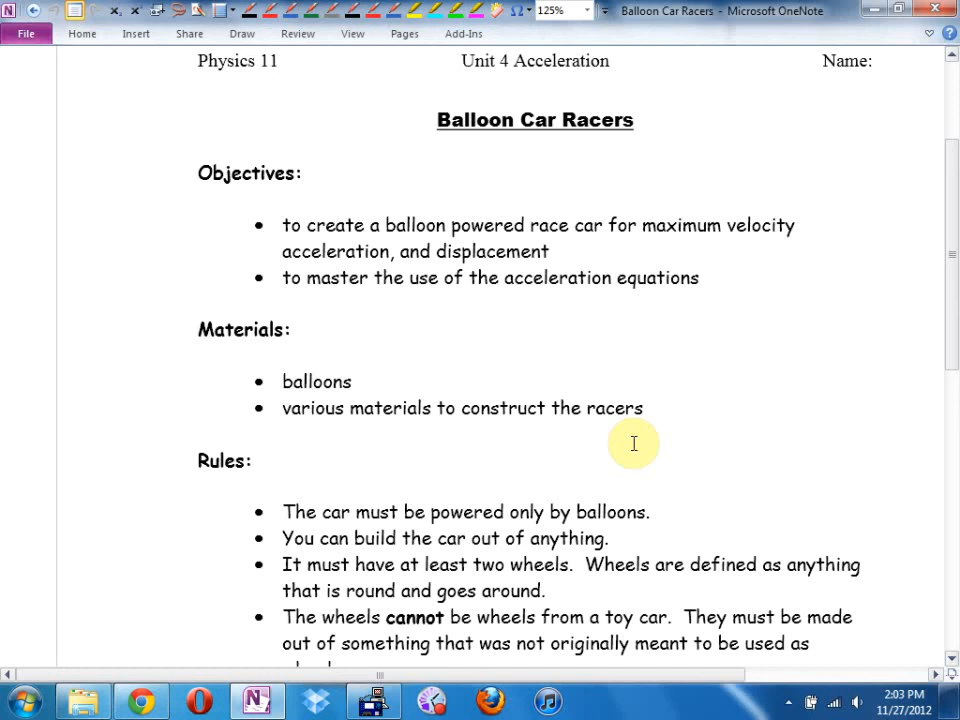 125%
Balloon Car Racers - Microsoft OneNote
File Home Insert Share Draw Review View Pages Add-Ins
Physics 11 Unit 4 Acceleration Name:
Balloon Car Racers
Objectives:
• to create a balloon powered race car for maximum velocity
acceleration, and displacement
• to master the use of the acceleration equations
Materials:
• balloons
• various materials to construct the racers
Rules:
• The car must be powered only by balloons.
• You can build the car out of anything.
• It must have at least two wheels. Wheels are defined as anything
that is round and goes around.
• The wheels cannot be wheels from a toy car. They must be made
out of something that was not originally meant to be used as
2:03 PM
11/27/2012